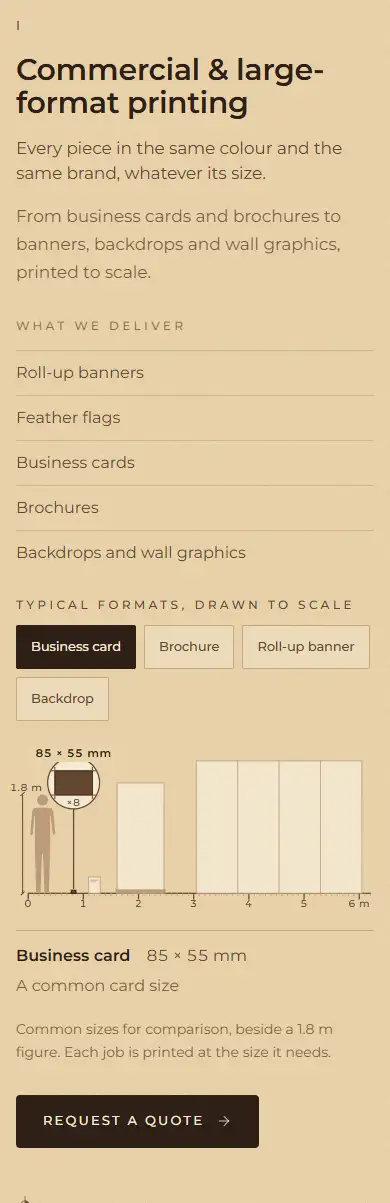 I
Commercial & large-
format printing
Every piece in the same colour and the
same brand, whatever its size.
From business cards and brochures to
banners, backdrops and wall graphics,
printed to scale.
WHAT WE DELIVER
Roll-up banners
Feather flags
Business cards
Brochures
Backdrops and wall graphics
TYPICAL FORMATS, DRAWN TO SCALE
Business card Brochure Roll-up banner
Backdrop
85 × 55 mm
1.8 m
×8
0 1 2 3 4 5 6 m
Business card 85 × 55 mm
A common card size
Common sizes for comparison, beside a 1.8 m
figure. Each job is printed at the size it needs.
REQUEST A QUOTE →